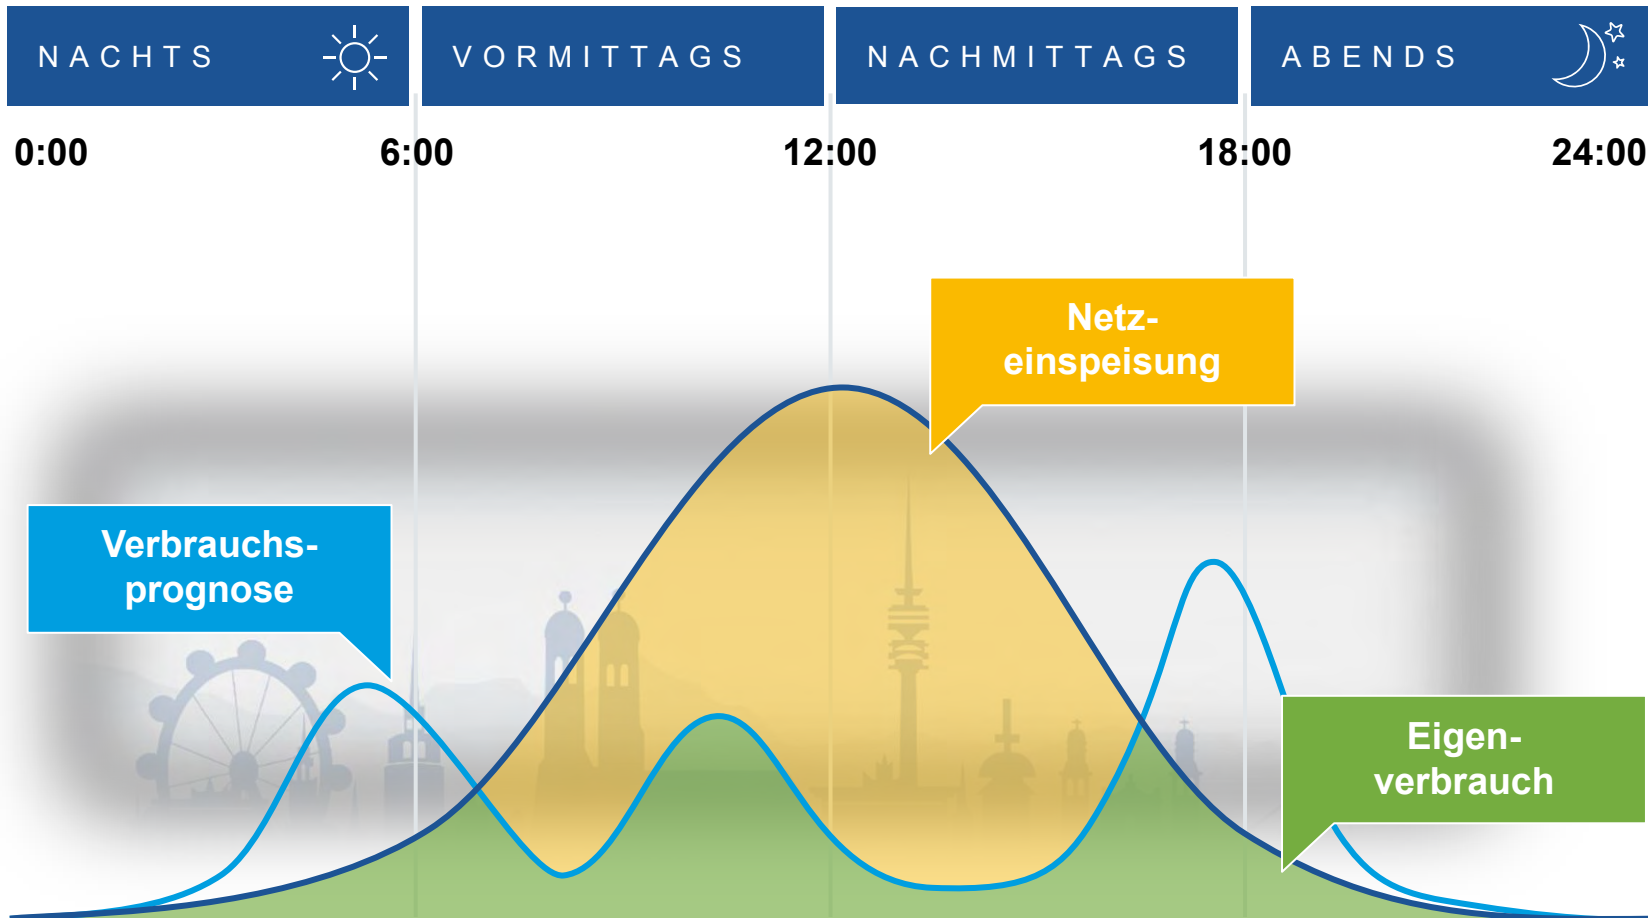 NACHTS
VORMITTAGS
NACHMITTAGS
ABENDS
0:00
6:00
12:00
18:00
24:00
Netz-
einspeisung
Verbrauchs-
prognose
Eigen-
verbrauch